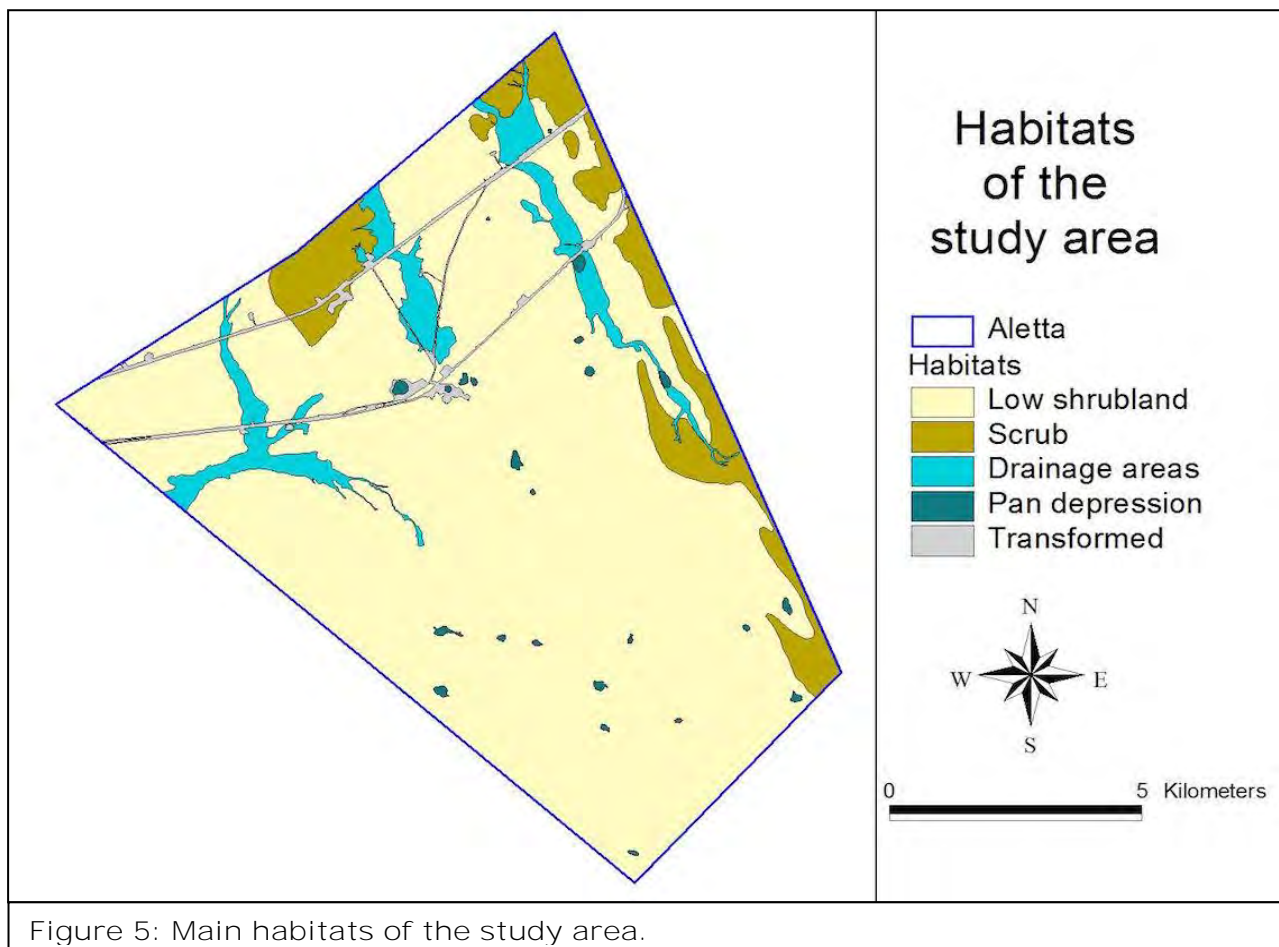 Habitats
of the
study area
Aletta
Habitats
Low shrubland
Scrub
Drainage areas
Pan depression
Transformed
N
W E
S
0 5 Kilometers
Figure 5: Main habitats of the study area.